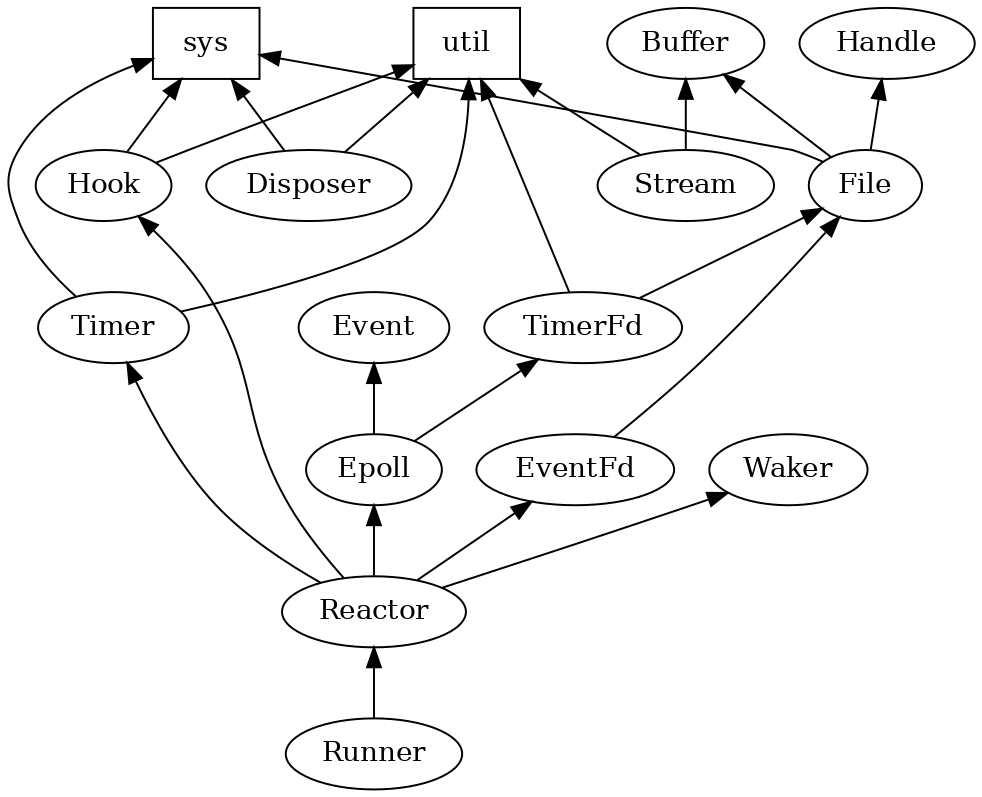 sys
util
Buffer
Handle
Hook
Disposer
Stream
File
Timer
Event
TimerFd
Epoll
EventFd
Waker
Reactor
Runner